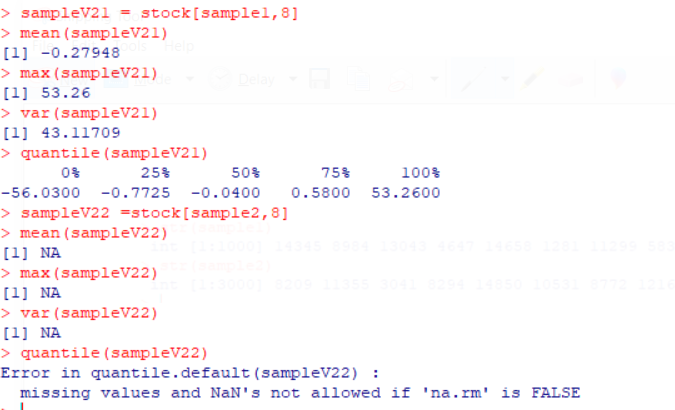 > sampleV21 = stock[sample1,8]
> mean(sampleV21)
[1] -0.27948
> max(sampleV21)
[1] 53.26
> var(sampleV21)
[1] 43.11709
> quantile(sampleV21)
0% 25% 50% 75% 100%
-56.0300 -0.7725 -0.0400 0.5800 53.2600
> sampleV22 =stock[sample2,8]
> mean(sampleV22)
[1] NA
> max(sampleV22)
[1] NA
> var(sampleV22)
[1] NA
> quantile(sampleV22)
Error in quantile.default(sampleV22) :
missing values and NaN's not allowed if 'na.rm' is FALSE
>